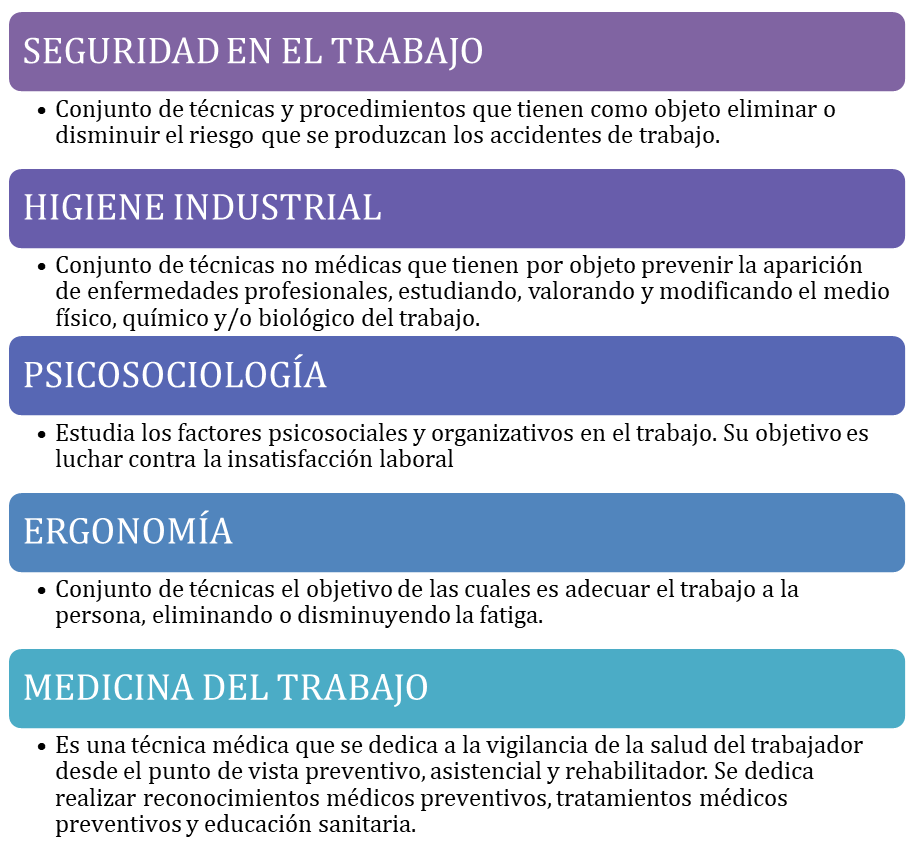 SEGURIDAD EN EL TRABAJO
• Conjunto de técnicas y procedimientos que tienen como objeto eliminar o
disminuir el riesgo que se produzcan los accidentes de trabajo.
HIGIENE INDUSTRIAL
• Conjunto de técnicas no médicas que tienen por objeto prevenir la aparición
de enfermedades profesionales, estudiando, valorando y modificando el medio
físico, químico y/o biológico del trabajo.
PSICOSOCIOLOGÍA
• Estudia los factores psicosociales y organizativos en el trabajo. Su objetivo es
luchar contra la insatisfacción laboral
ERGONOMÍA
• Conjunto de técnicas el objetivo de las cuales es adecuar el trabajo a la
persona, eliminando o disminuyendo la fatiga.
MEDICINA DEL TRABAJO
• Es una técnica médica que se dedica a la vigilancia de la salud del trabajador
desde el punto de vista preventivo, asistencial y rehabilitador. Se dedica
realizar reconocimientos médicos preventivos, tratamientos médicos
preventivos y educación sanitaria.